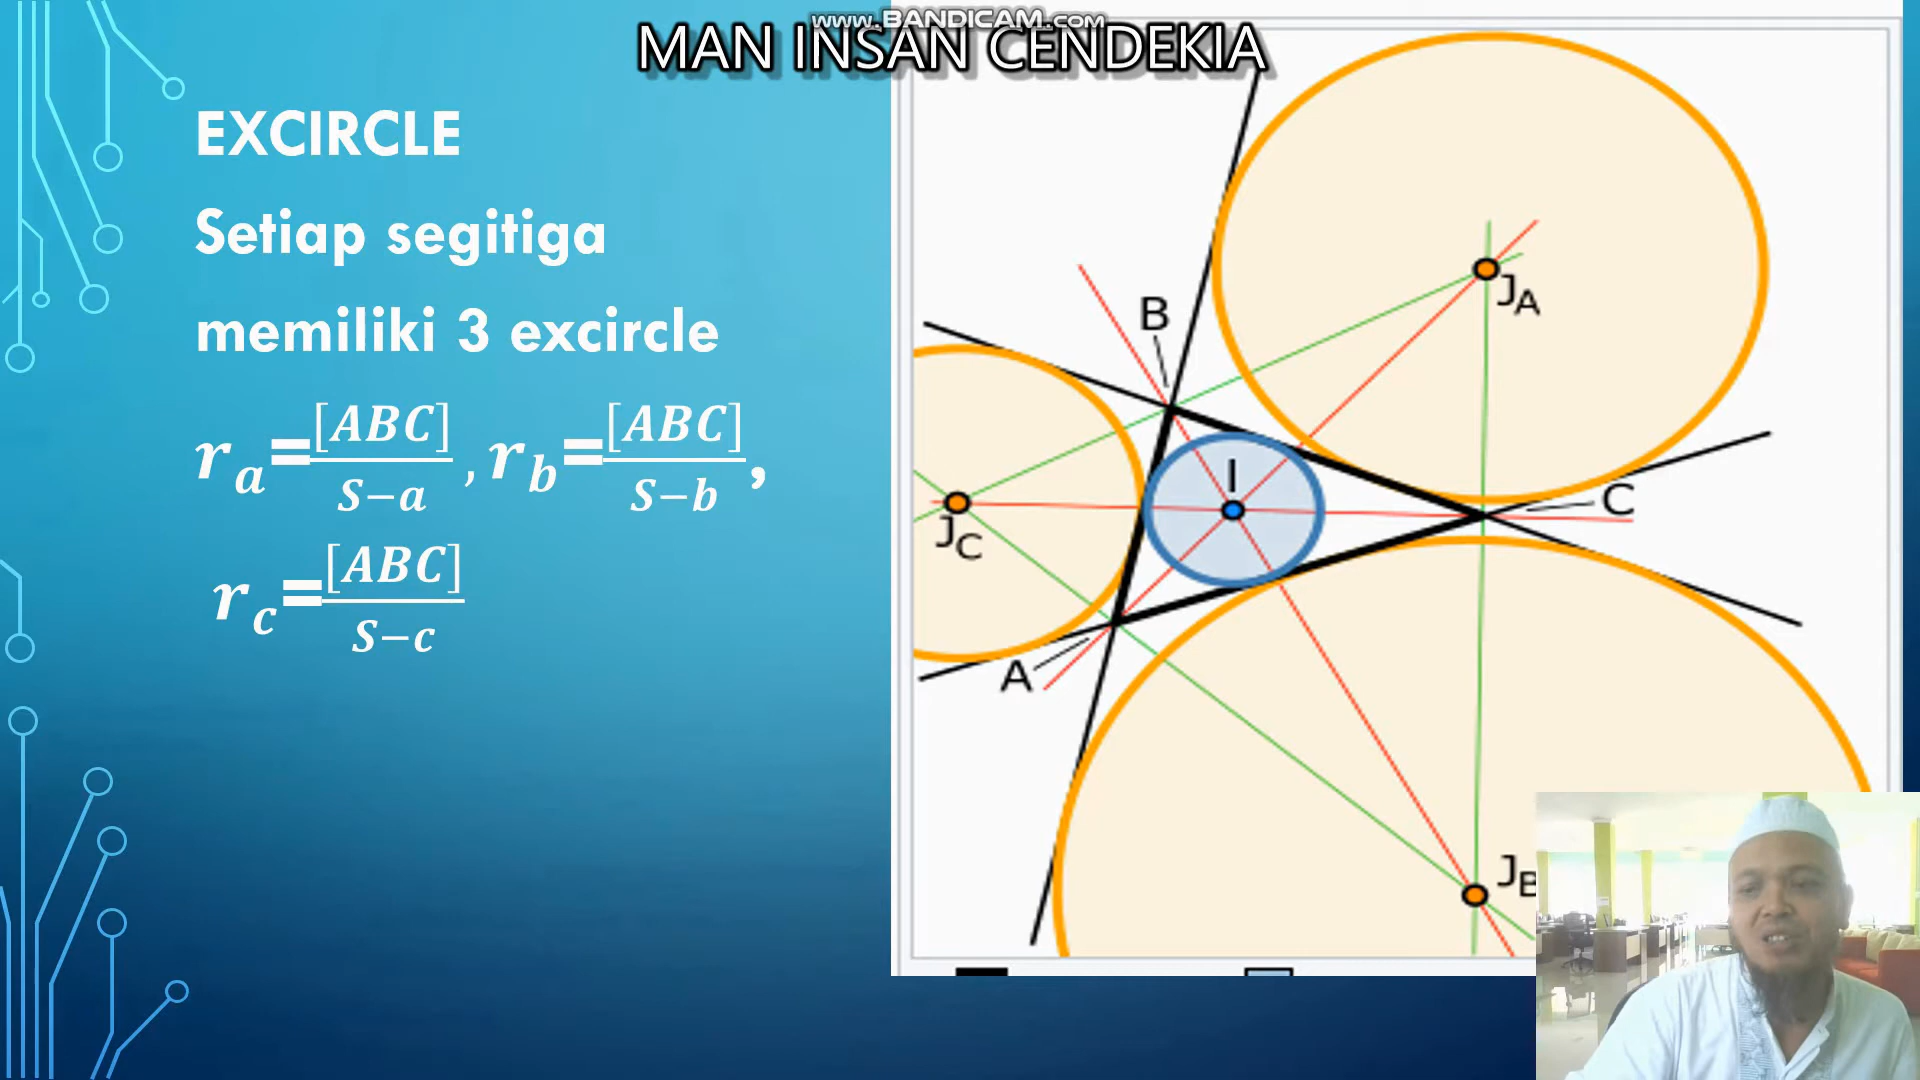 www.BANDICAM.com
MAN INSAN CENDEKIA
EXCIRCLE
Setiap segitiga
memiliki 3 excircle
r_a=[ABC]/S-a , r_b=[ABC]/S-b ,
r_c=[ABC]/S-c
J_A
B
I
C
J_C
A
J_B